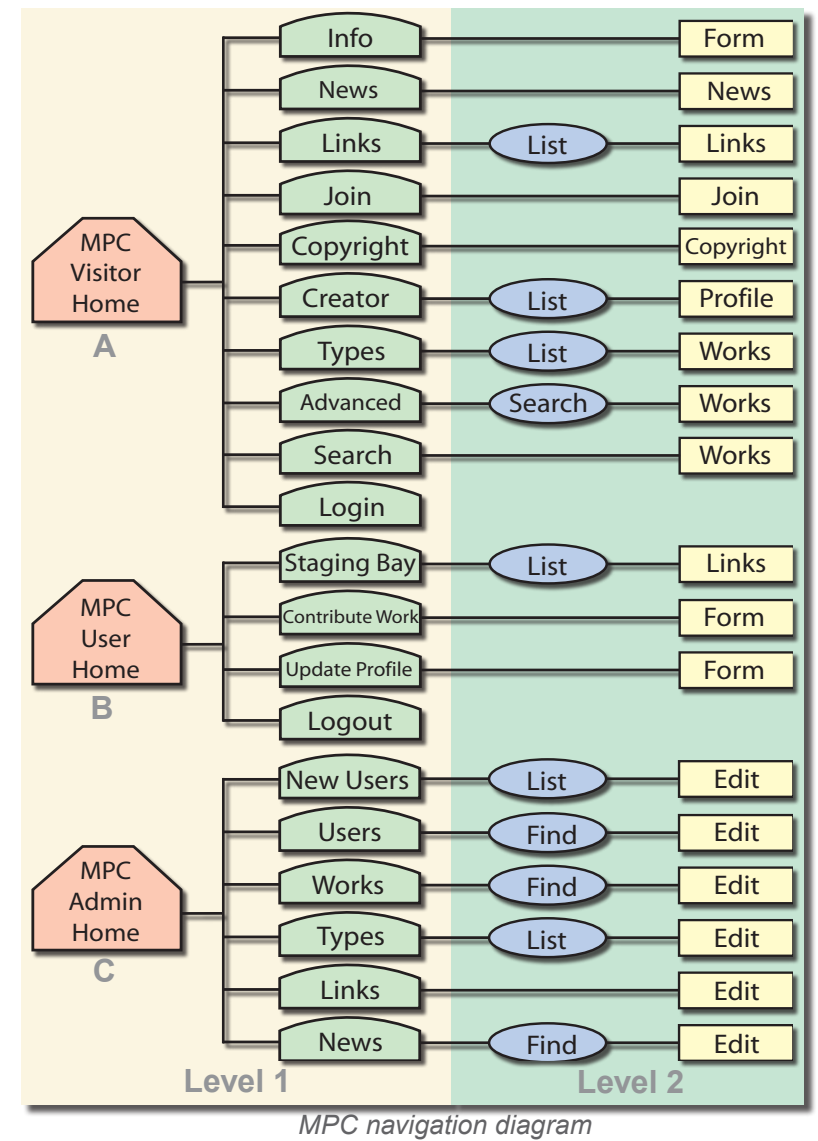 Info Form
News News
Links List Links
Join Join
MPC
Visitor
Home
A
Copyright Copyright
Creator List Profile
Types List Works
Advanced Search Works
Search Works
Login
Staging Bay List Links
MPC
User
Home
B
Contribute Work Form
Update Profile Form
Logout
New Users List Edit
Users Find Edit
MPC
Admin
Home
C
Works Find Edit
Types List Edit
Links Edit
News Find Edit
Level 1 Level 2
MPC navigation diagram